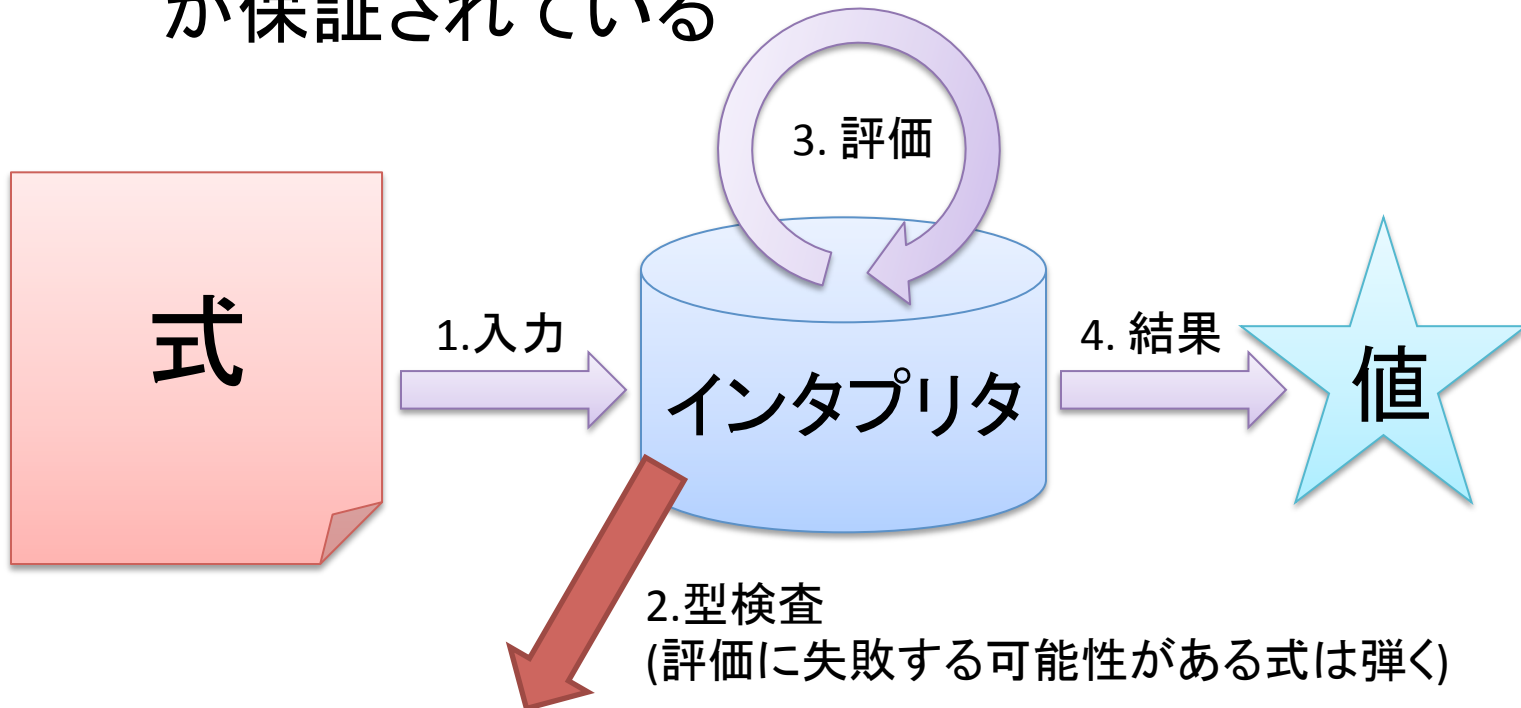 が保証されている
3. 評価
式
1.入力
インタプリタ
4. 結果
値
2.型検査
(評価に失敗する可能性がある式は弾く)